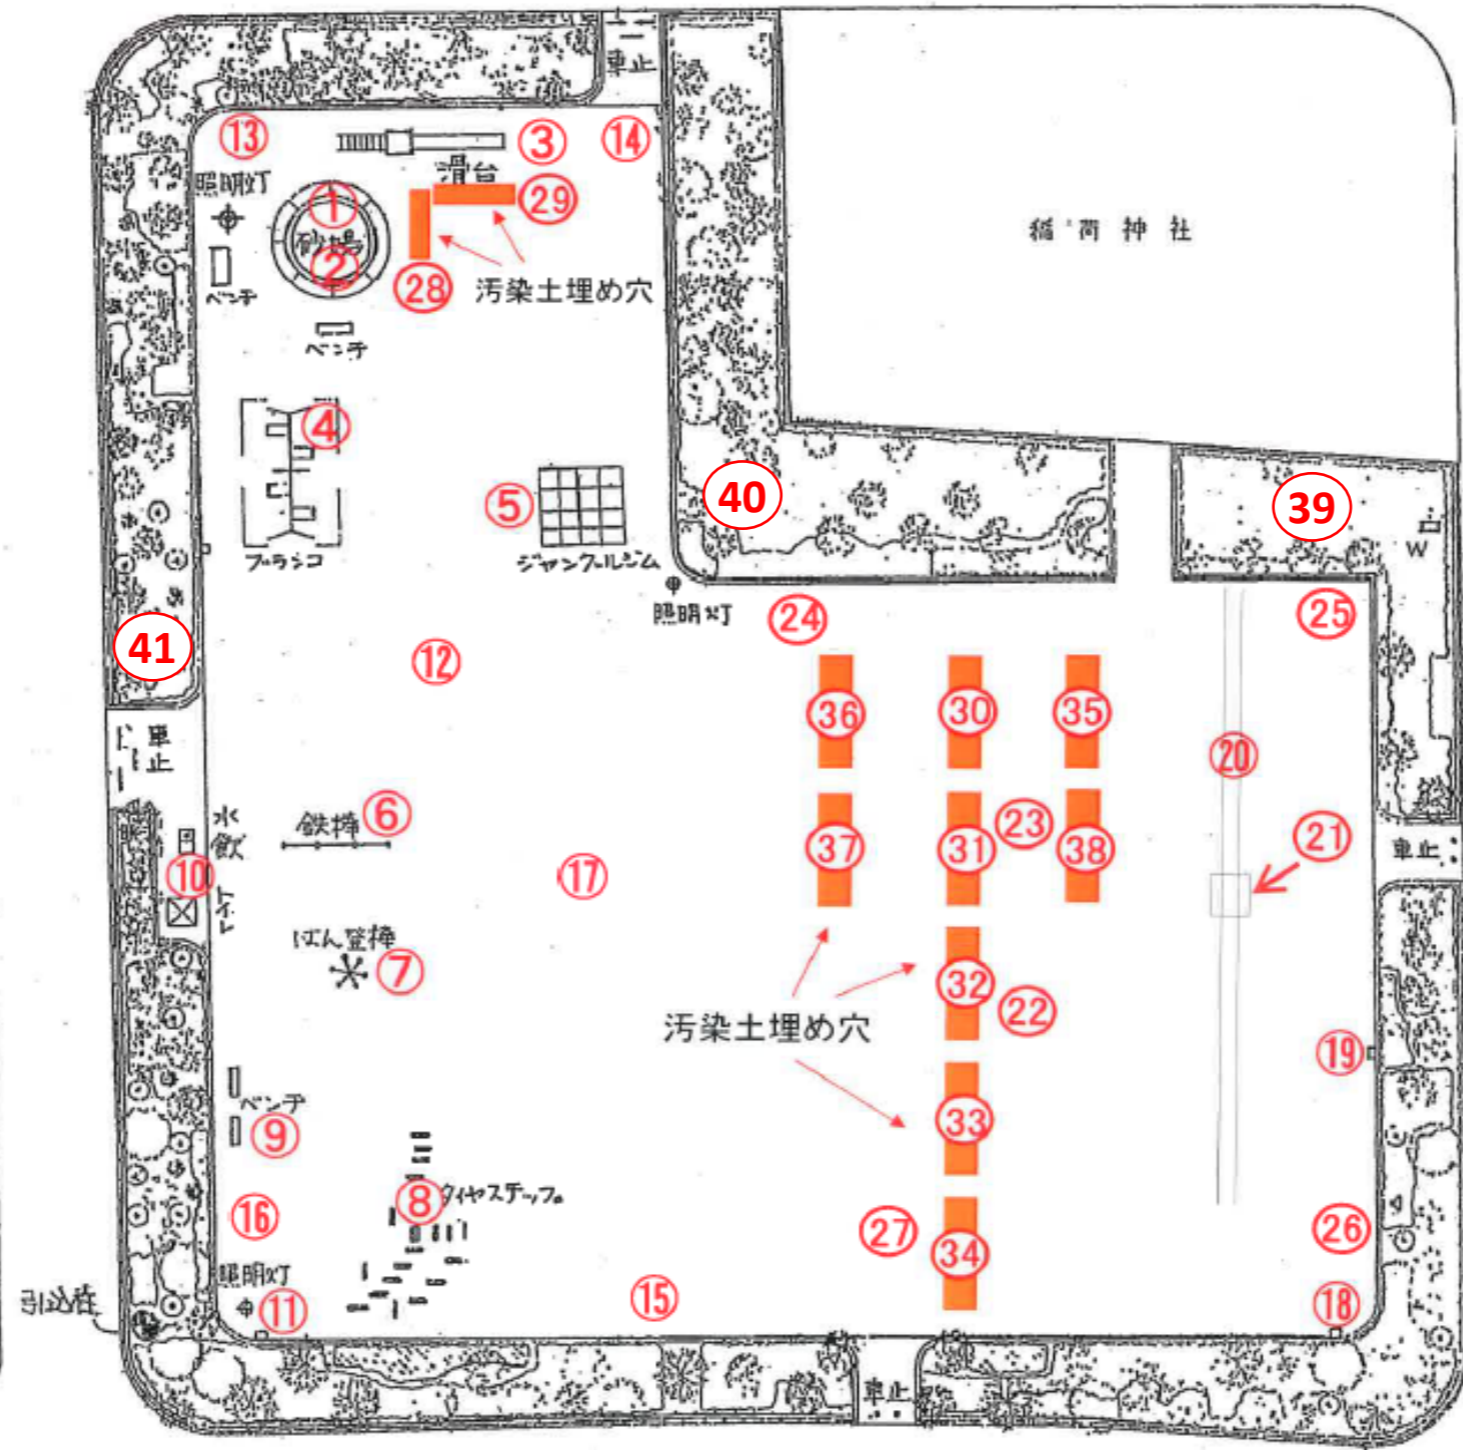 車止
⑬
③
⑭
照明灯
滑台
①
㉙
砂場
②
稲荷神社
㉘
汚染土埋め穴
ベンチ
ベンチ
④
⑤
40
39
W
ブランコ
ジャングルジム
照明灯
㉔
㉕
41
⑫
㊱
㉚
㉟
車止
⑳
水飲
鉄棒
⑥
㉓
㉑
㊲
㉛
㊳
車止
⑩
⑰
トイレ
はん登棒
⑦
㉜
㉒
汚染土埋め穴
⑲
ベンチ
⑨
㉝
⑧
タイヤステップ
⑯
㉗
㉞
㉖
照明灯
⑪
⑮
⑱
引込柱
車止